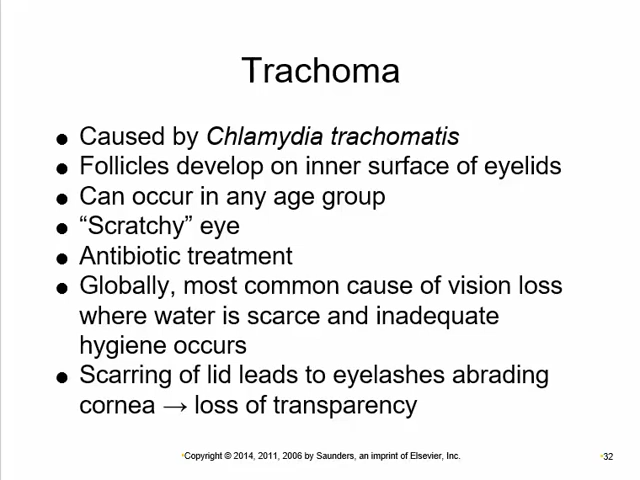 Trachoma
● Caused by Chlamydia trachomatis
● Follicles develop on inner surface of eyelids
● Can occur in any age group
● “Scratchy” eye
● Antibiotic treatment
● Globally, most common cause of vision loss
where water is scarce and inadequate
hygiene occurs
● Scarring of lid leads to eyelashes abrading
cornea → loss of transparency
•Copyright © 2014, 2011, 2006 by Saunders, an imprint of Elsevier, Inc.
•32